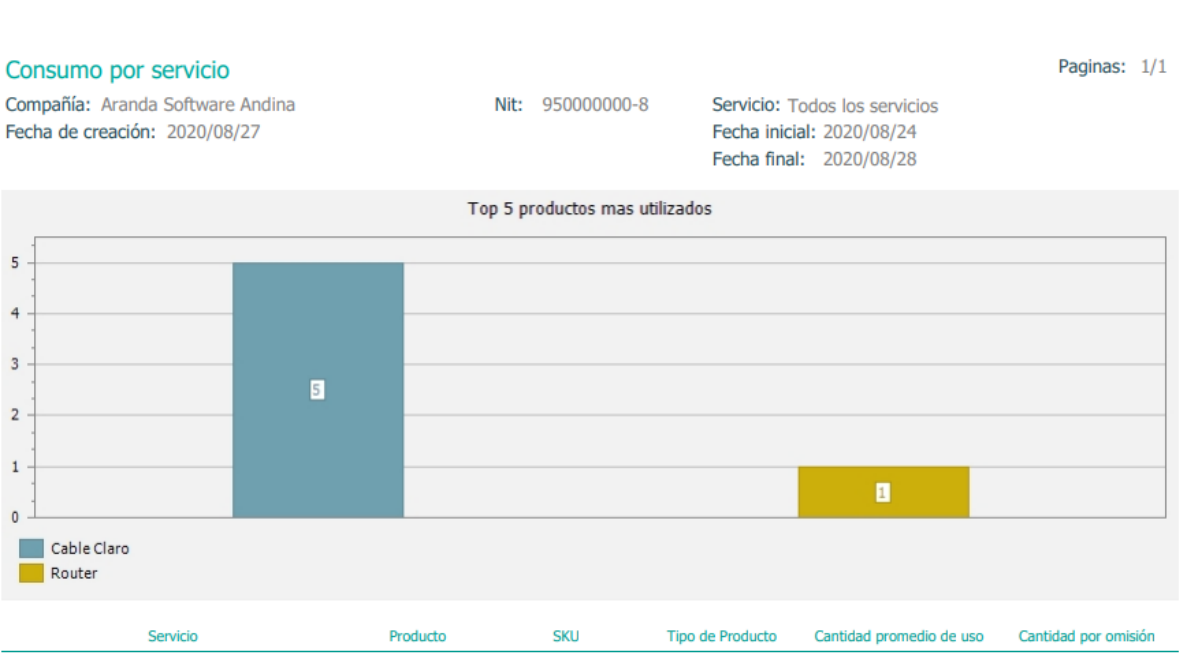 Consumo por servicio
Paginas: 1/1
Compañía: Aranda Software Andina
Nit: 950000000-8
Servicio: Todos los servicios
Fecha de creación: 2020/08/27
Fecha inicial: 2020/08/24
Fecha final: 2020/08/28
Top 5 productos mas utilizados
5
4
3
2
1
0
5
1
Cable Claro
Router
Servicio Producto SKU Tipo de Producto Cantidad promedio de uso Cantidad por omisión